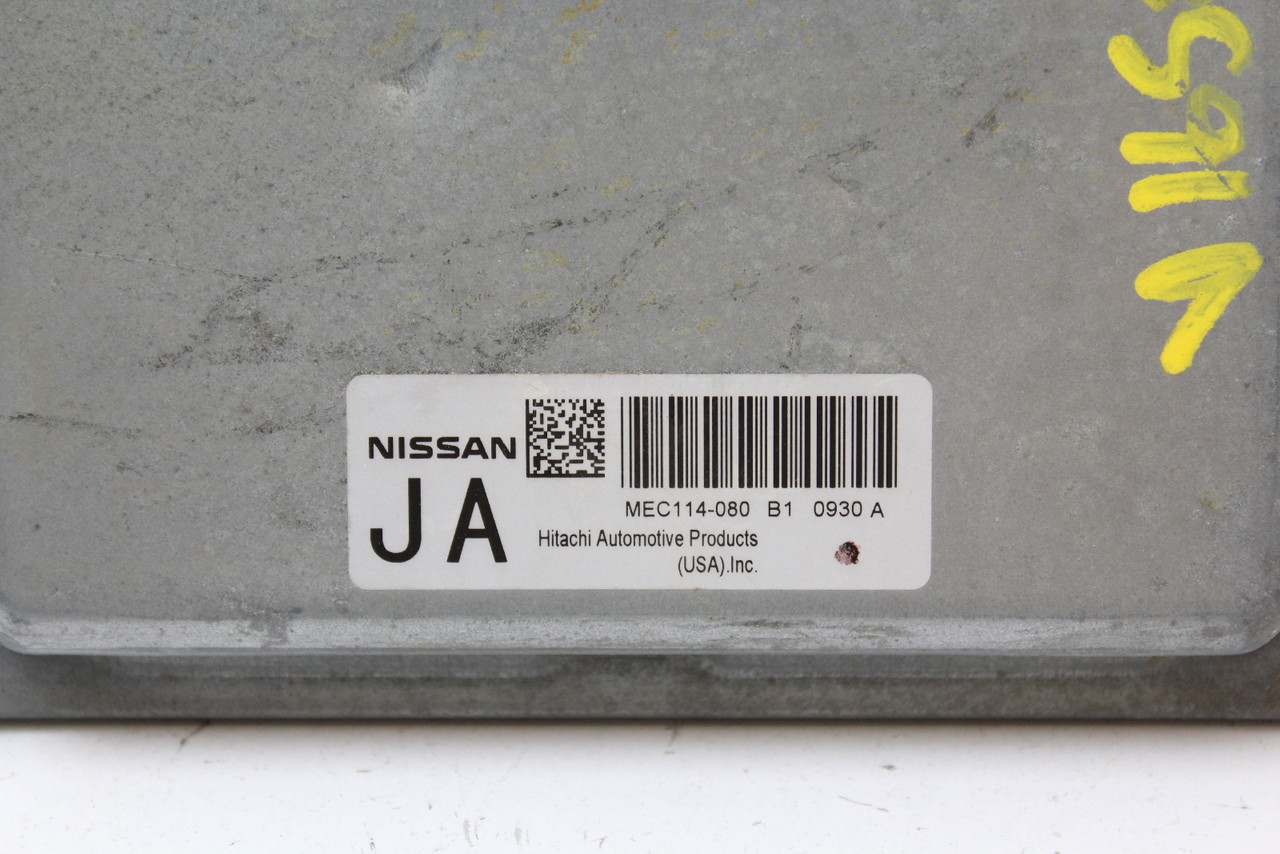 NISSAN
JA
MEC114-080 B1 0930 A
Hitachi Automotive Products
(USA).Inc.